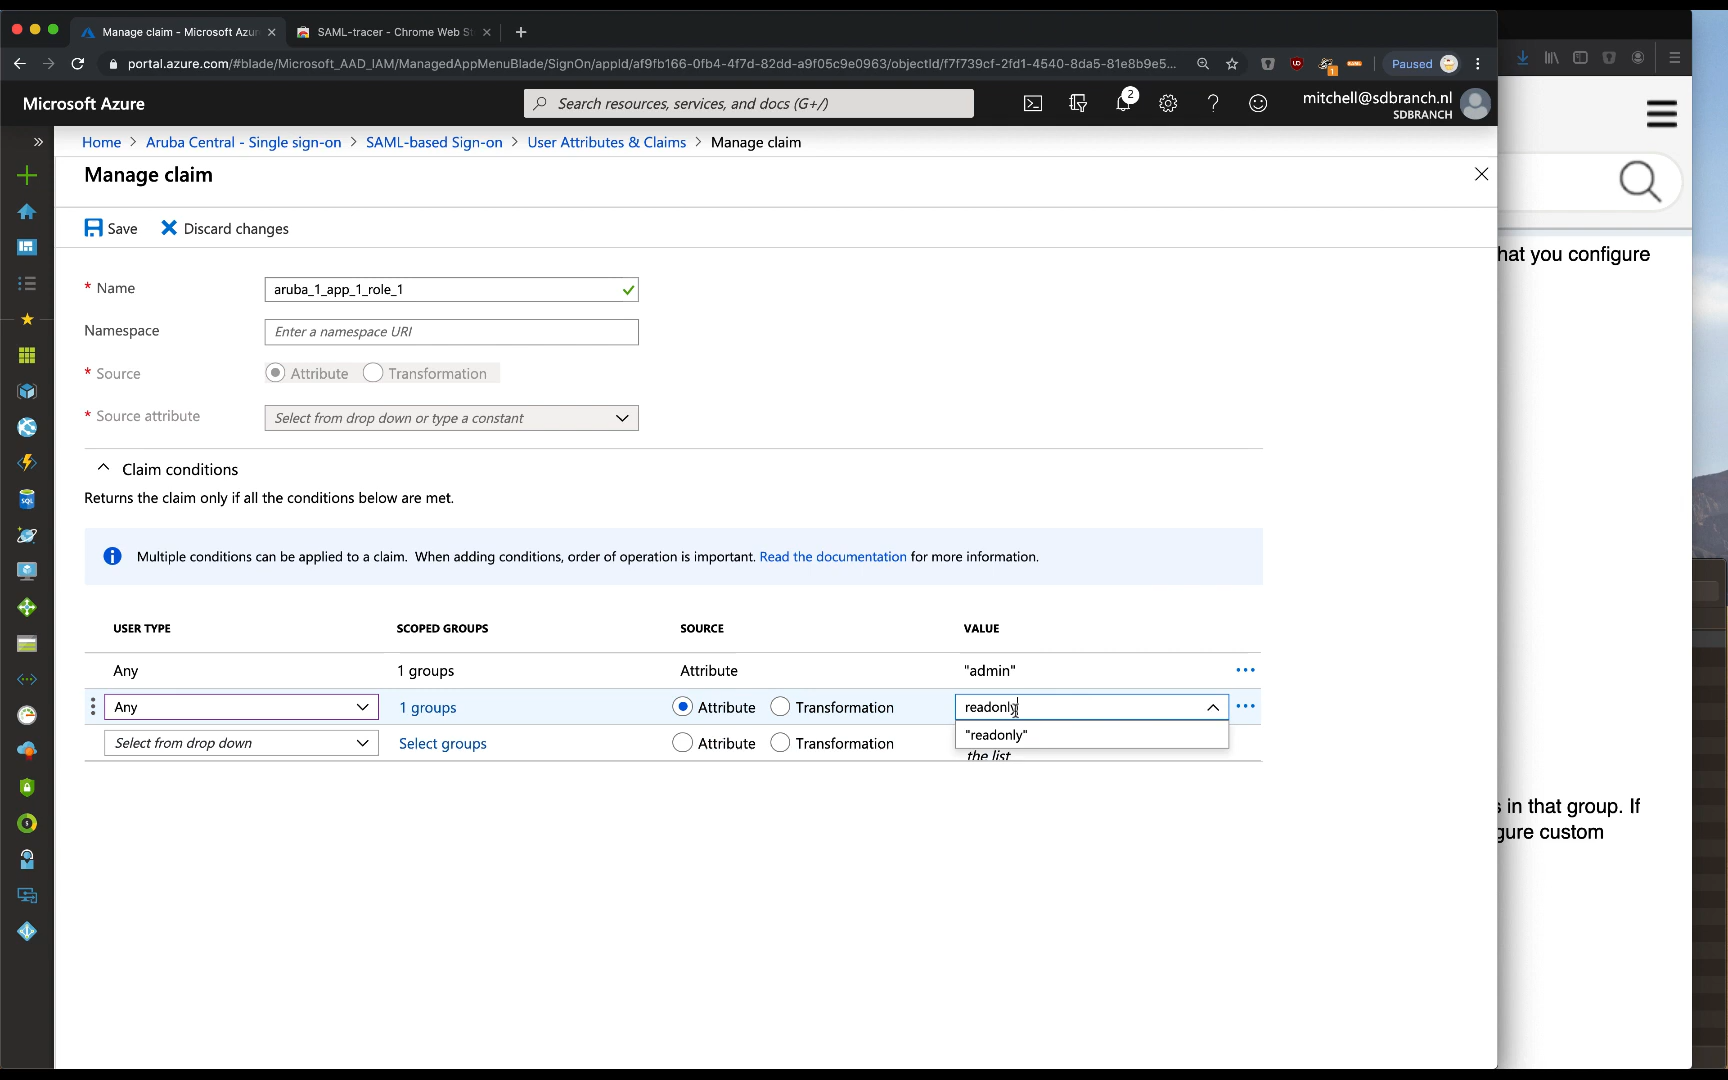 Manage claim - Microsoft Azur
SAML-tracer - Chrome Web St
portal.azure.com/#blade/Microsoft_AAD_IAM/ManagedAppMenuBlade/SignOn/appId/af9fb166-0fb4-4f7d-82dd-a9f05c9e0963/objectId/f7f739cf-2fd1-4540-8da5-81e8b9e5...
1
Paused
Microsoft Azure
Search resources, services, and docs (G+/)
2
mitchell@sdbranch.nl
SDBRANCH
Home > Aruba Central - Single sign-on > SAML-based Sign-on > User Attributes & Claims > Manage claim
Manage claim
Save
Discard changes
hat you configure
* Name
aruba_1_app_1_role_1
Namespace
Enter a namespace URI
* Source
Attribute
Transformation
* Source attribute
Select from drop down or type a constant
Claim conditions
Returns the claim only if all the conditions below are met.
Multiple conditions can be applied to a claim. When adding conditions, order of operation is important. Read the documentation for more information.
USER TYPE
SCOPED GROUPS
SOURCE
VALUE
Any
1 groups
Attribute
"admin"
Any
1 groups
Attribute
Transformation
readonly
"readonly"
Select from drop down
Select groups
Attribute
Transformation
the list
SQL
s in that group. If
gure custom